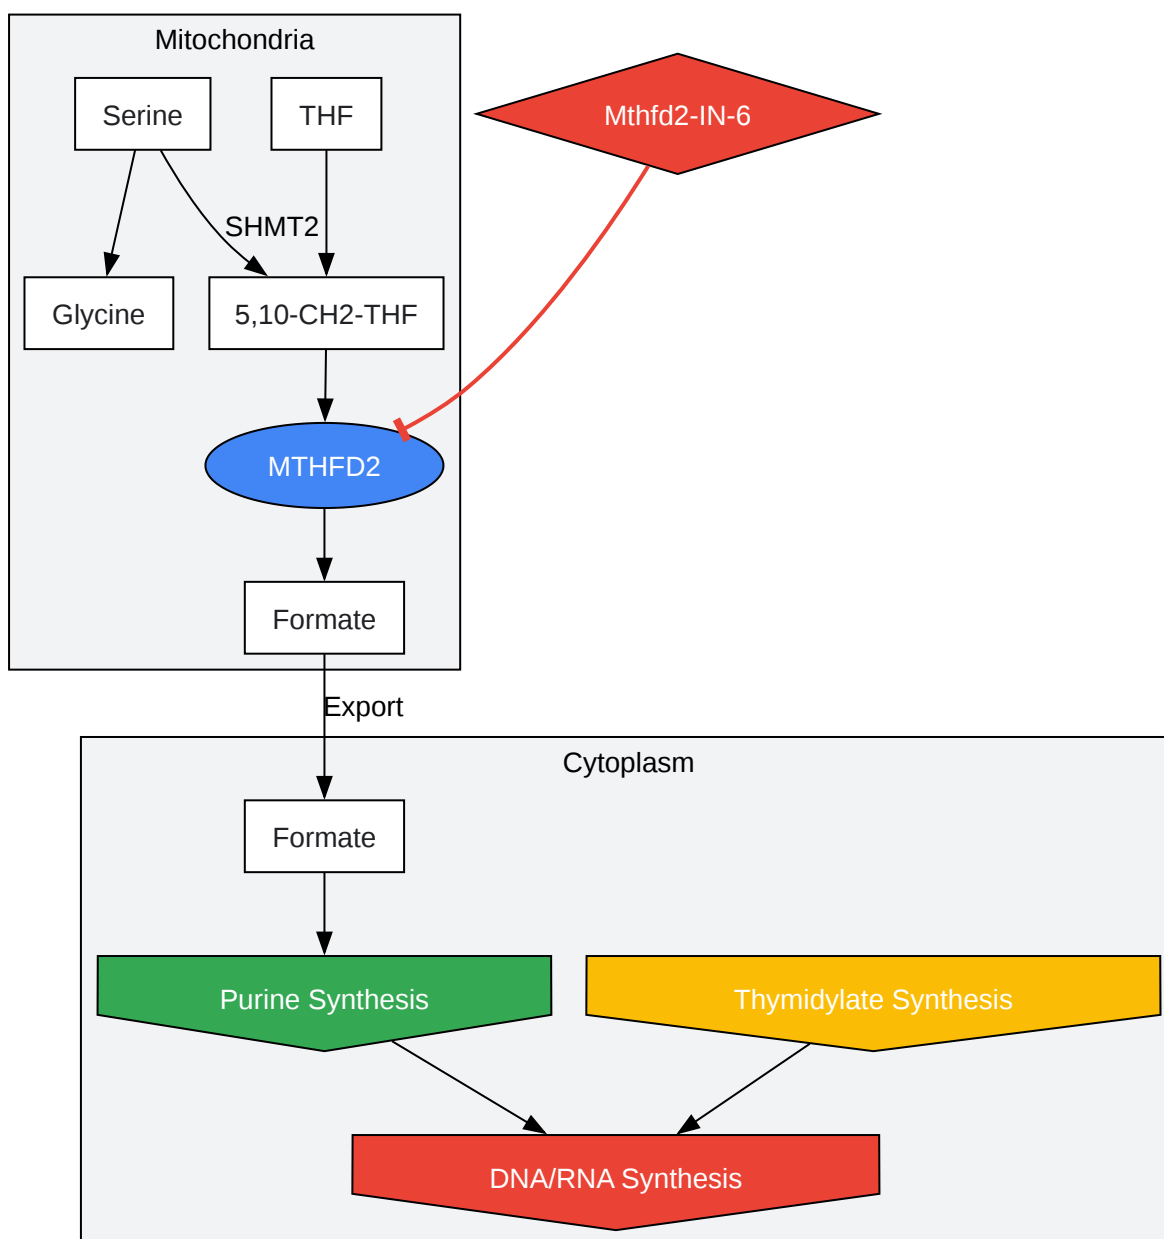 Mitochondria
Serine
THF
Mthfd2-IN-6
SHMT2
Glycine
5,10-CH2-THF
MTHFD2
Formate
Export
Cytoplasm
Formate
Purine Synthesis
Thymidylate Synthesis
DNA/RNA Synthesis